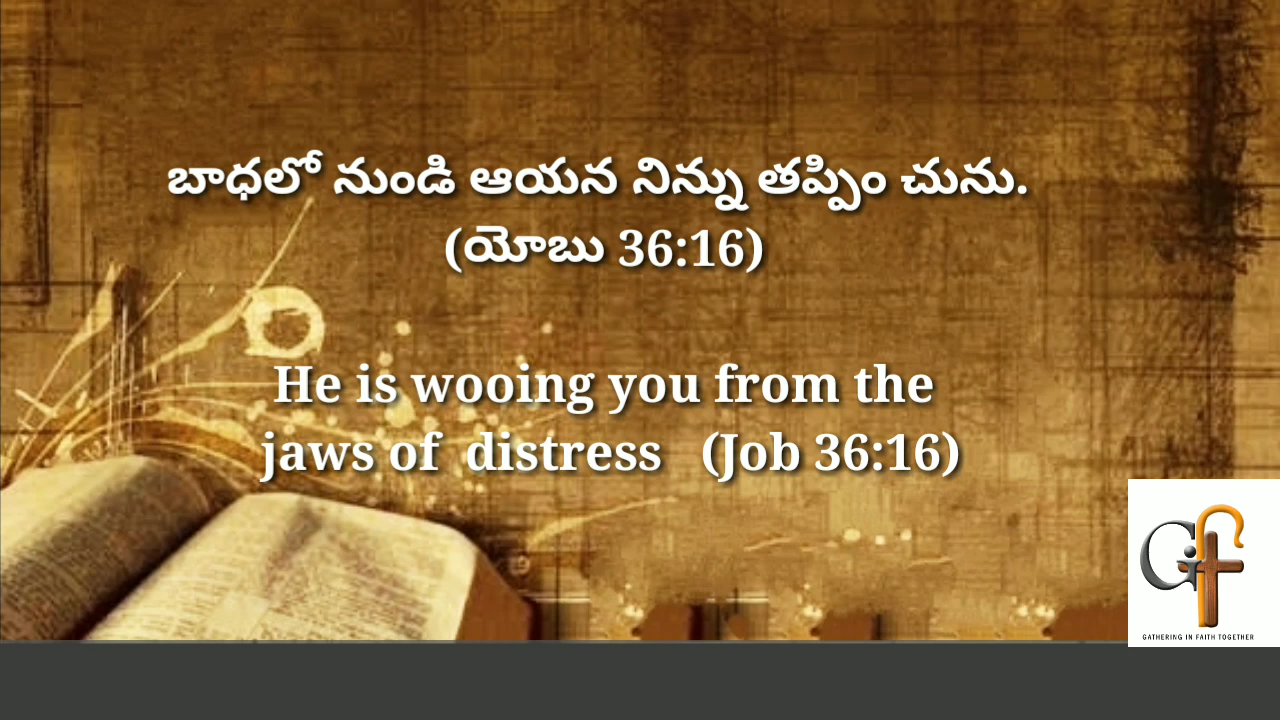 బాధలో నుండి ఆయన నిన్ను తప్పిం చును.
(యోబు 36:16)
He is wooing you from the
jaws of distress (Job 36:16)
Gif
GATHERING IN FAITH TOGETHER